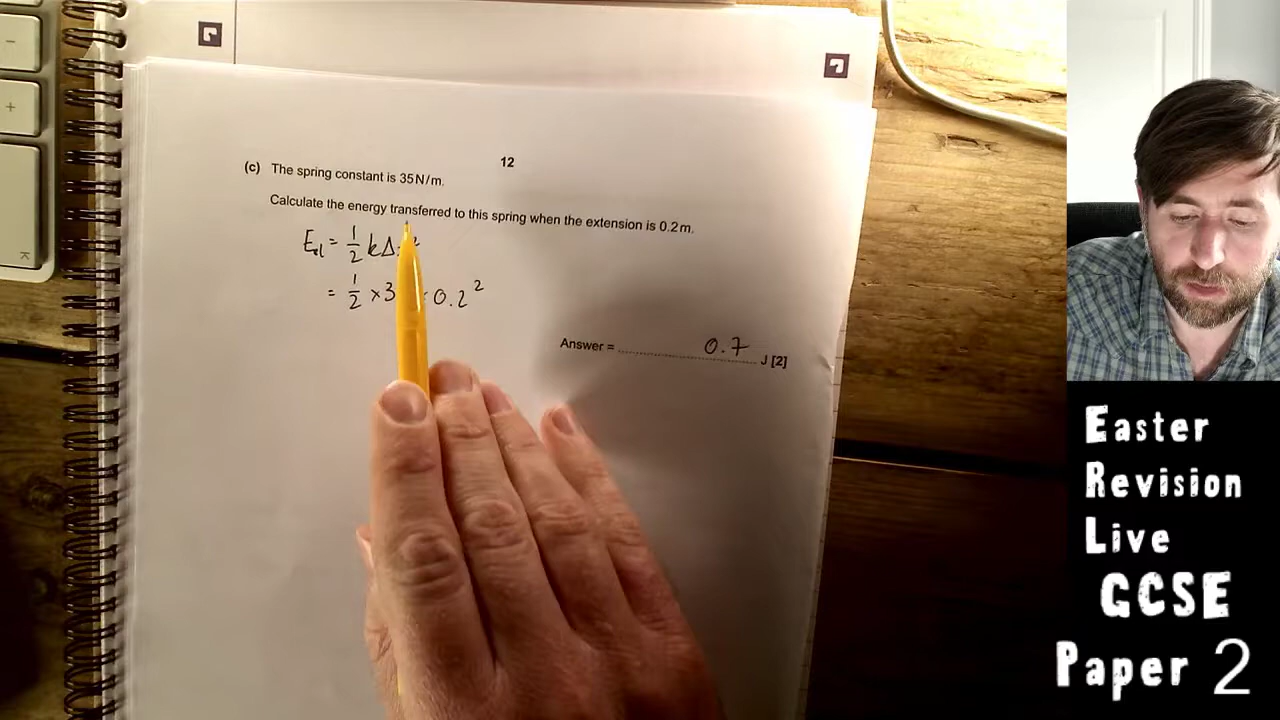 12
(c) The spring constant is 35 N/m.
Calculate the energy transferred to this spring when the extension is 0.2 m.
Eel = 1/2 kΔ
= 1/2 × 3 0.2²
Answer = .......... 0.7 J [2]
Easter
Revision
Live
GCSE
Paper 2